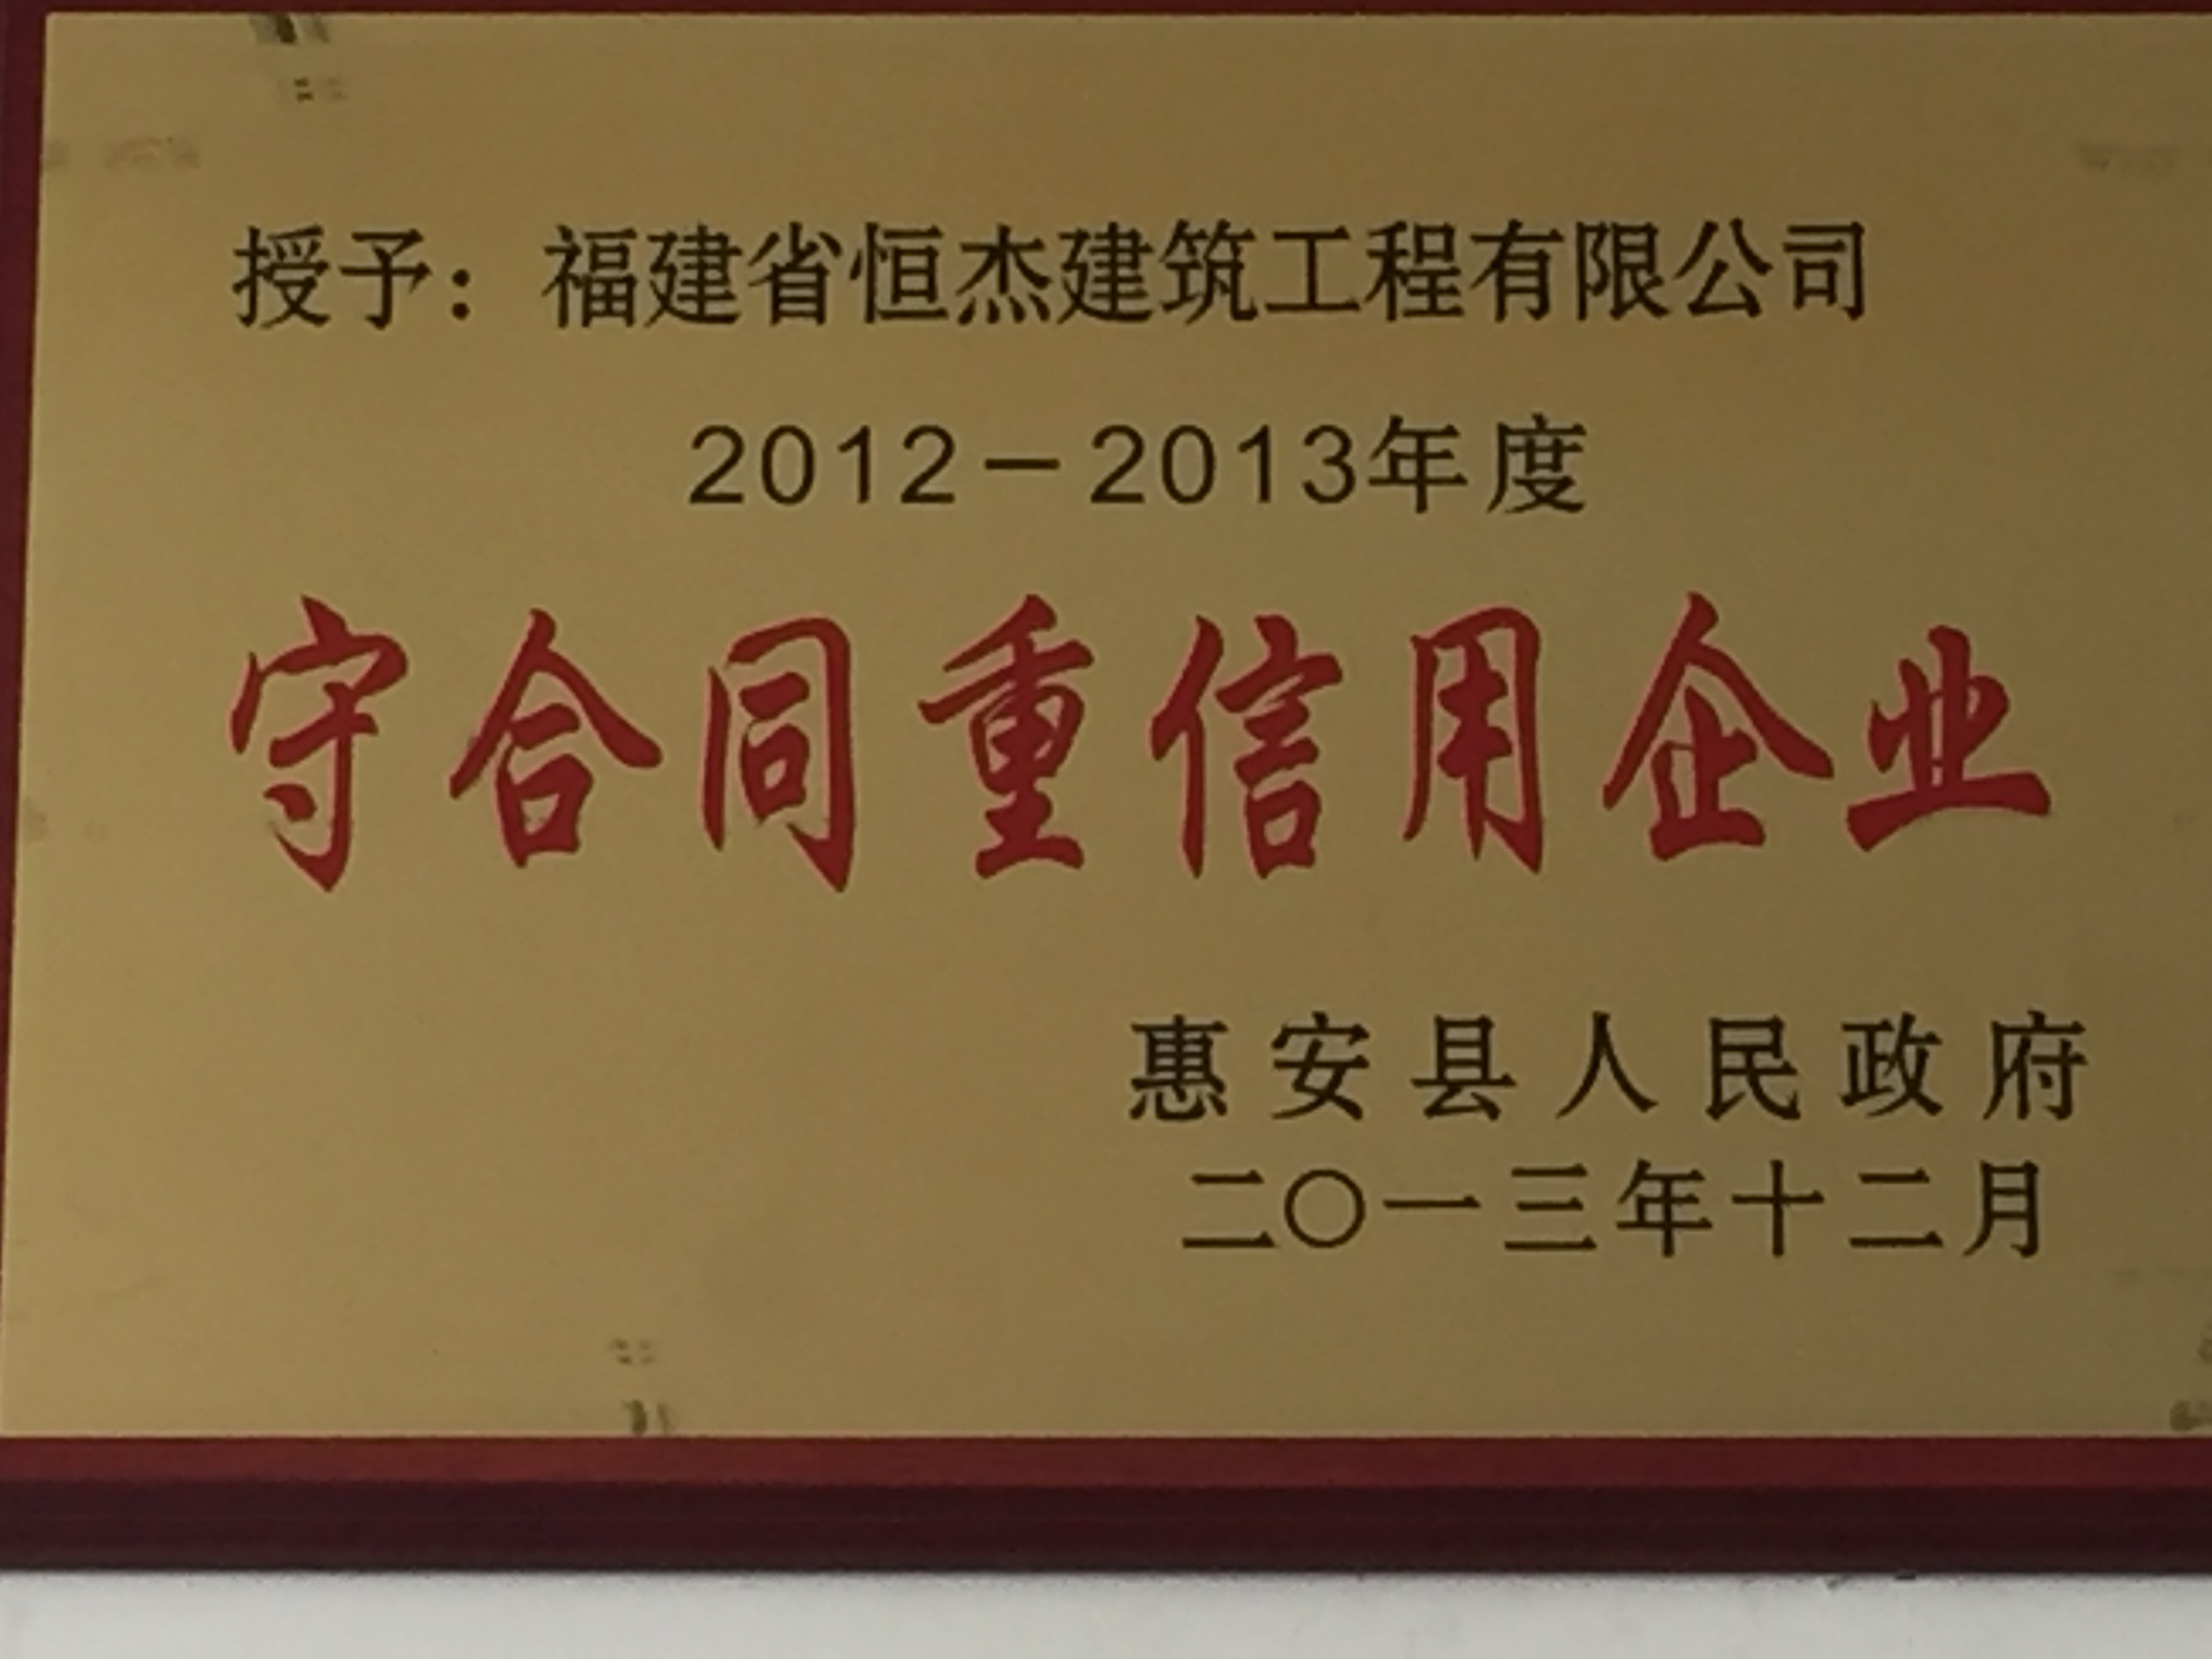 授予：福建省恒杰建筑工程有限公司
2012－2013年度
守合同重信用企业
惠安县人民政府
二〇一三年十二月